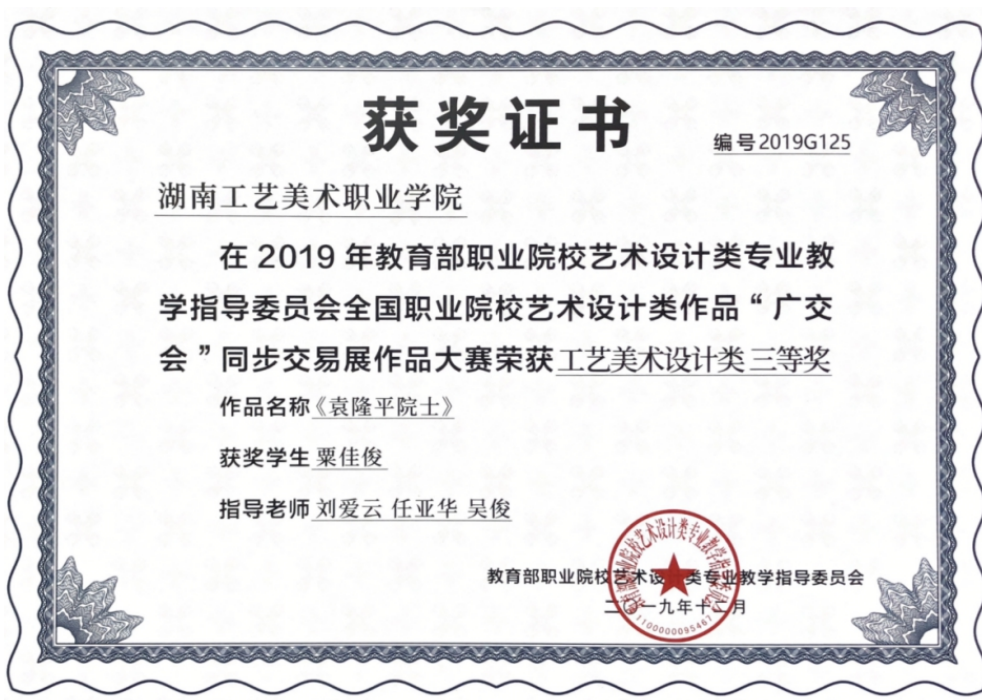 获奖证书
编号2019G125
湖南工艺美术职业学院
在 2019 年教育部职业院校艺术设计类专业教
学指导委员会全国职业院校艺术设计类作品“广交
会”同步交易展作品大赛荣获工艺美术设计类 三等奖
作品名称《袁隆平院士》
获奖学生 粟佳俊
指导老师 刘爱云 任亚华 吴俊
教育部职业院校艺术设计类专业教学指导委员会
二〇一九年十二月
1100000095467